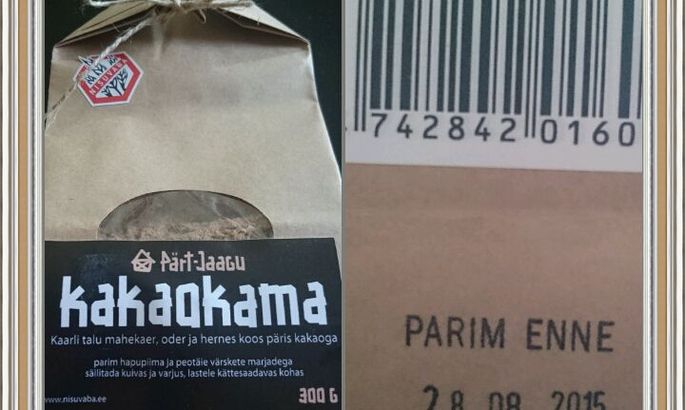 NISUVABA
Pärt-Jaagu
kakaokama
Kaarli talu mahekaer, oder ja hernes koos päris kakaoga
parim hapupiima ja peotäie värskete marjadega
säilitada kuivas ja varjus, lastele kättesaadavas kohas
www.nisuvaba.ee
300 G
742842 0160
PARIM ENNE
28. 08. 2015